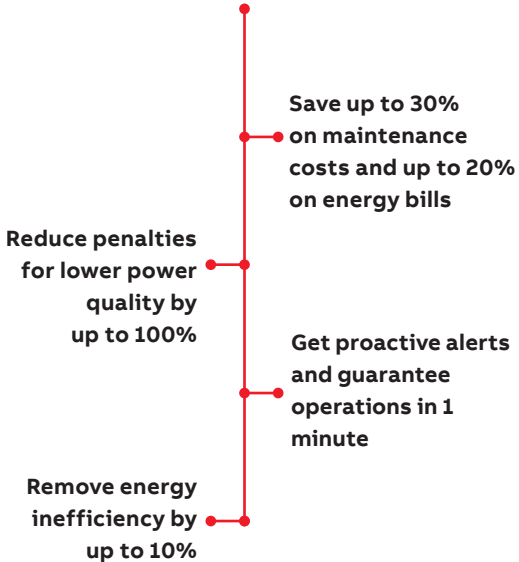 Save up to 30%
on maintenance
costs and up to 20%
on energy bills
Reduce penalties
for lower power
quality by
up to 100%
Get proactive alerts
and guarantee
operations in 1
minute
Remove energy
inefficiency by
up to 10%